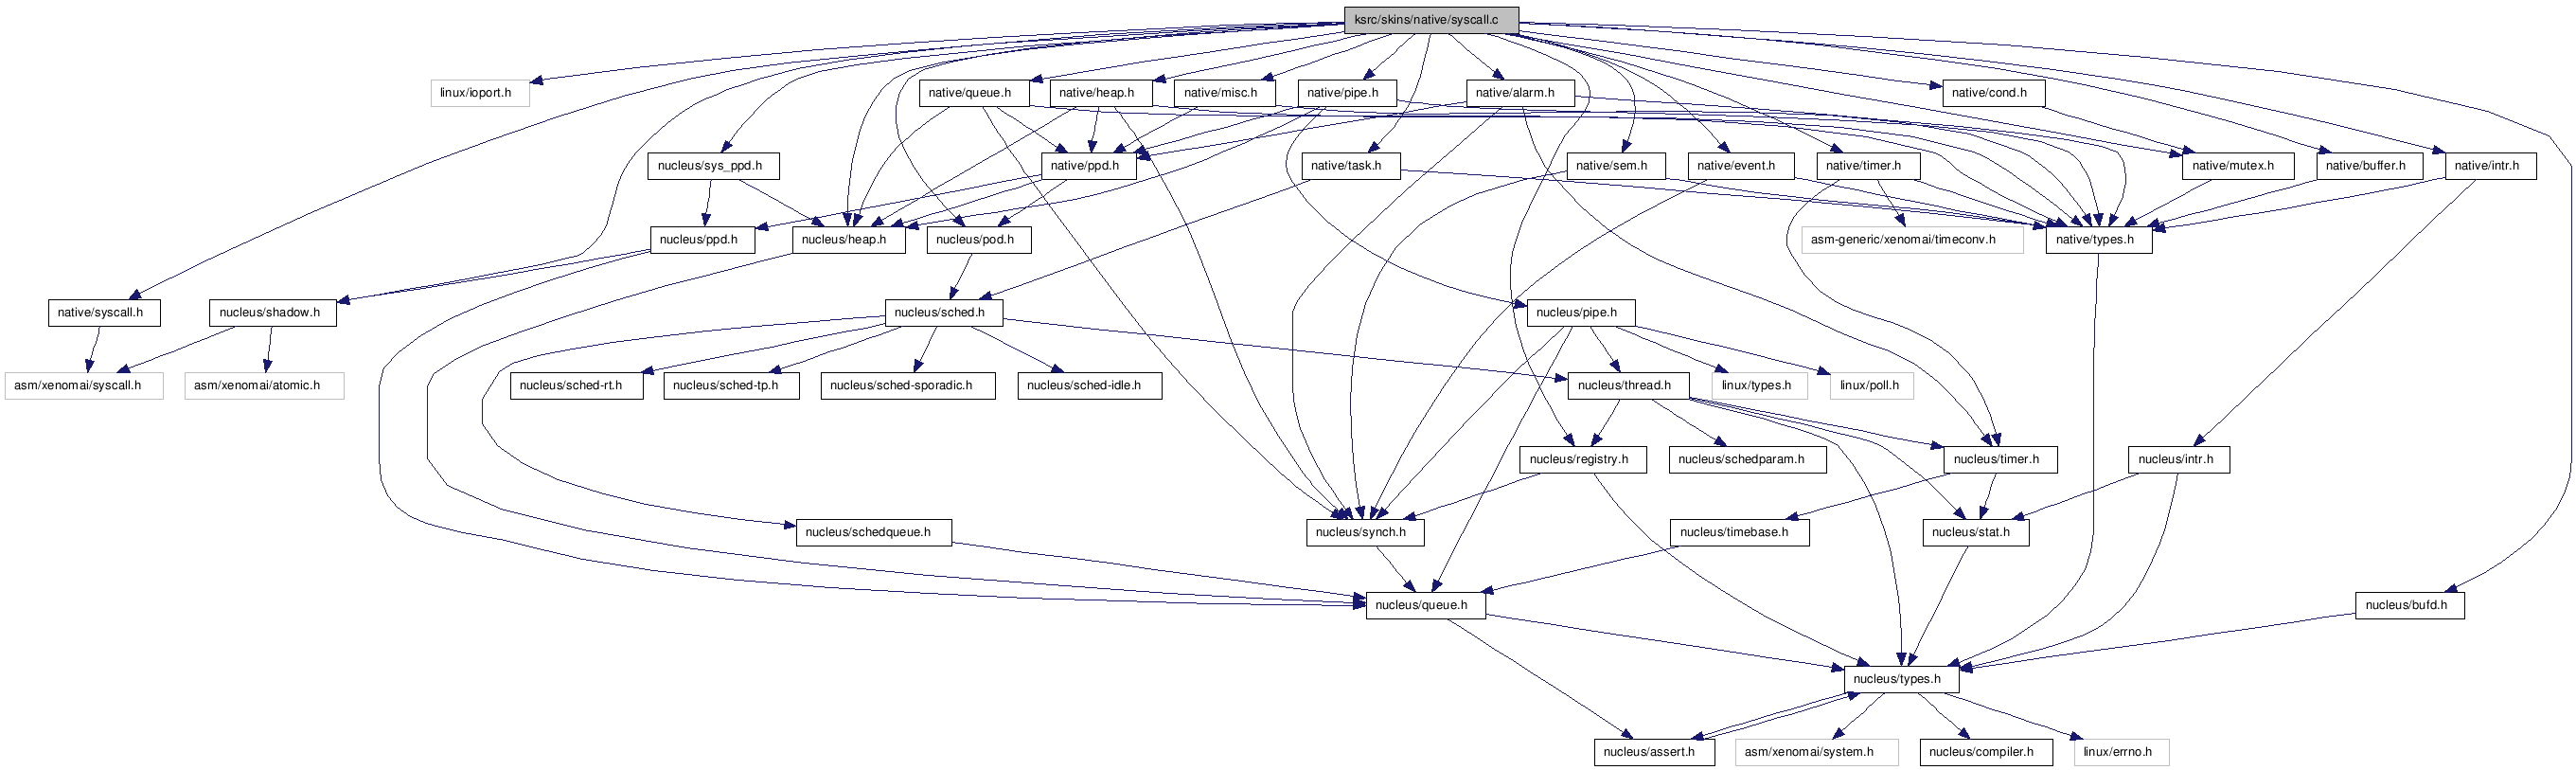 ksrc/skins/native/syscall.c
linux/ioport.h
native/queue.h
native/heap.h
native/misc.h
native/pipe.h
native/alarm.h
native/cond.h
nucleus/sys_ppd.h
native/ppd.h
native/task.h
native/sem.h
native/event.h
native/timer.h
native/mutex.h
native/buffer.h
native/intr.h
nucleus/ppd.h
nucleus/heap.h
nucleus/pod.h
asm-generic/xenomai/timeconv.h
native/types.h
native/syscall.h
nucleus/shadow.h
nucleus/sched.h
nucleus/pipe.h
asm/xenomai/syscall.h
asm/xenomai/atomic.h
nucleus/sched-rt.h
nucleus/sched-tp.h
nucleus/sched-sporadic.h
nucleus/sched-idle.h
nucleus/thread.h
linux/types.h
linux/poll.h
nucleus/registry.h
nucleus/schedparam.h
nucleus/timer.h
nucleus/intr.h
nucleus/schedqueue.h
nucleus/synch.h
nucleus/timebase.h
nucleus/stat.h
nucleus/queue.h
nucleus/bufd.h
nucleus/types.h
nucleus/assert.h
asm/xenomai/system.h
nucleus/compiler.h
linux/errno.h